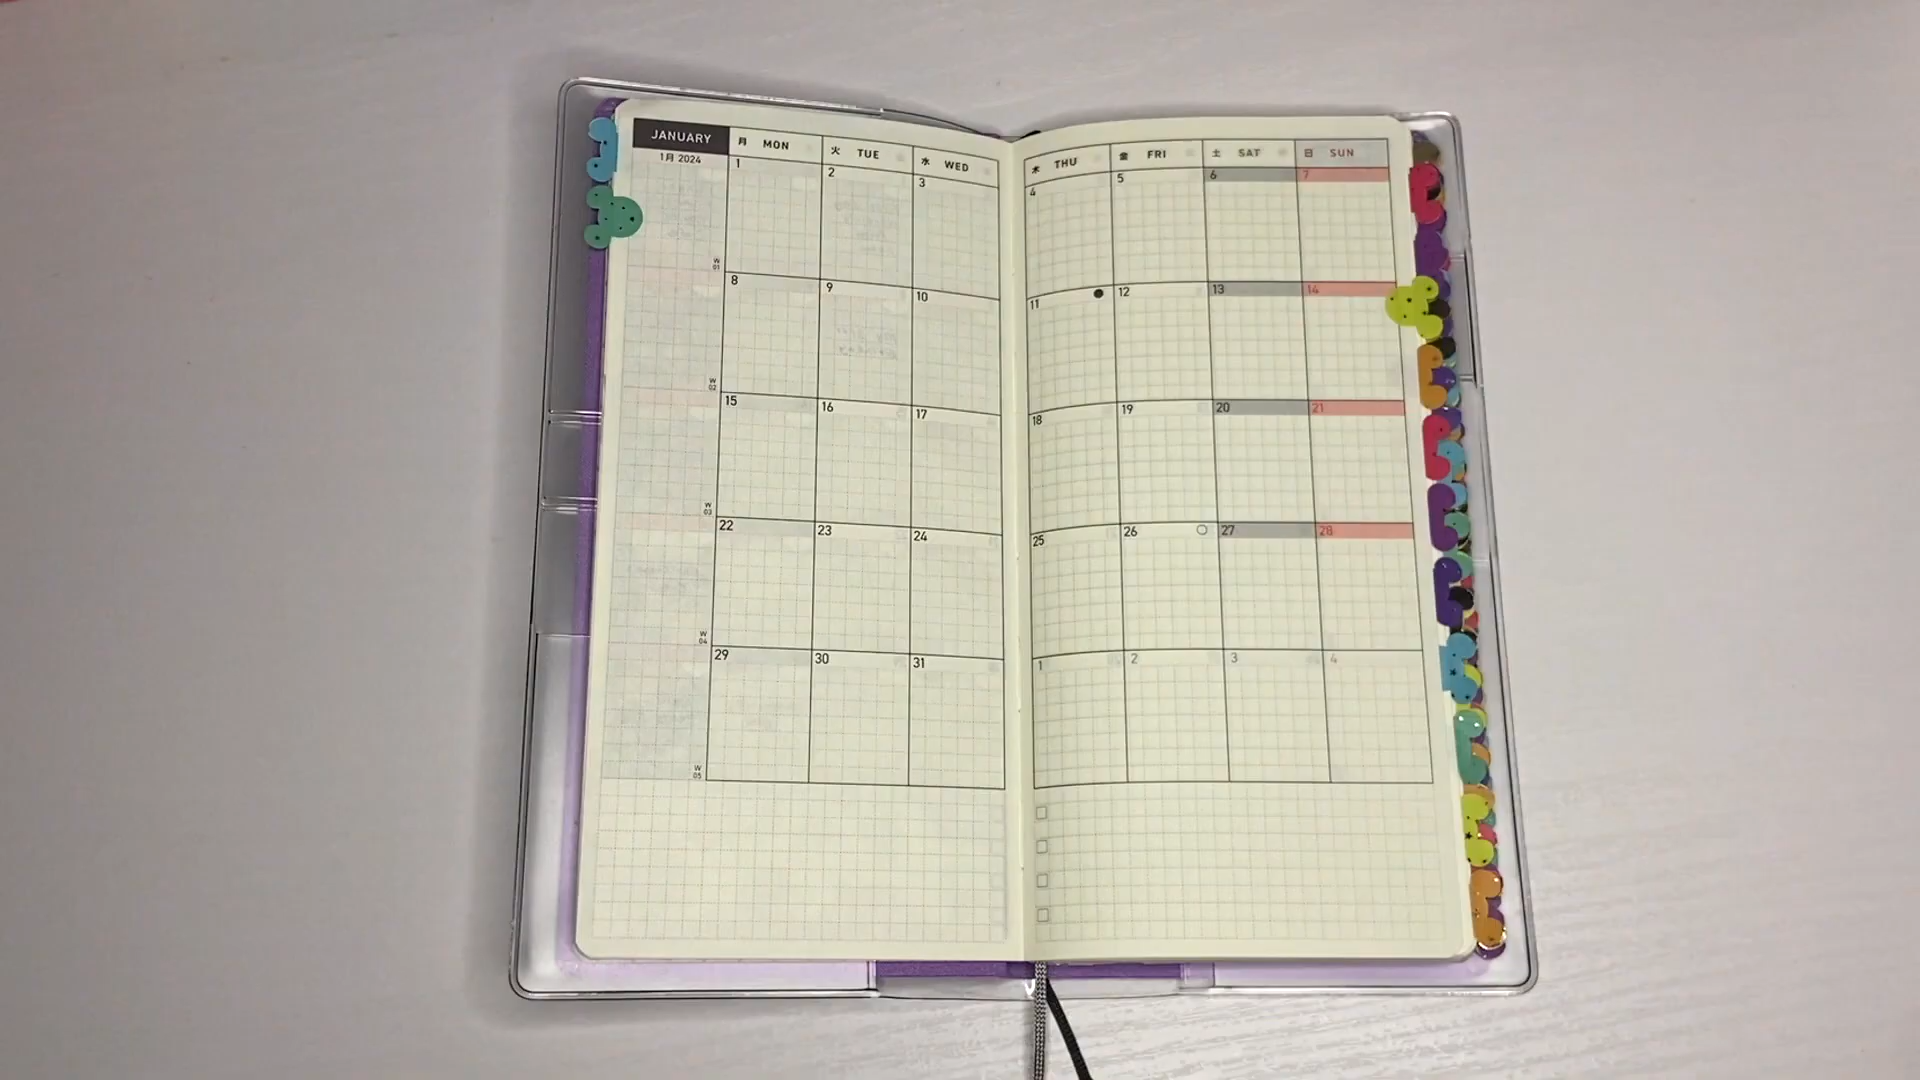 JANUARY 月 MON 火 TUE 水 WED 木 THU 金 FRI 土 SAT 日 SUN
1月 2024
1 2 3 4 5 6 7
W 01
8 9 10 11 12 13 14
W 02
15 16 17 18 19 20 21
W 03
22 23 24 25 26 27 28
W 04
29 30 31 1 2 3 4
W 05